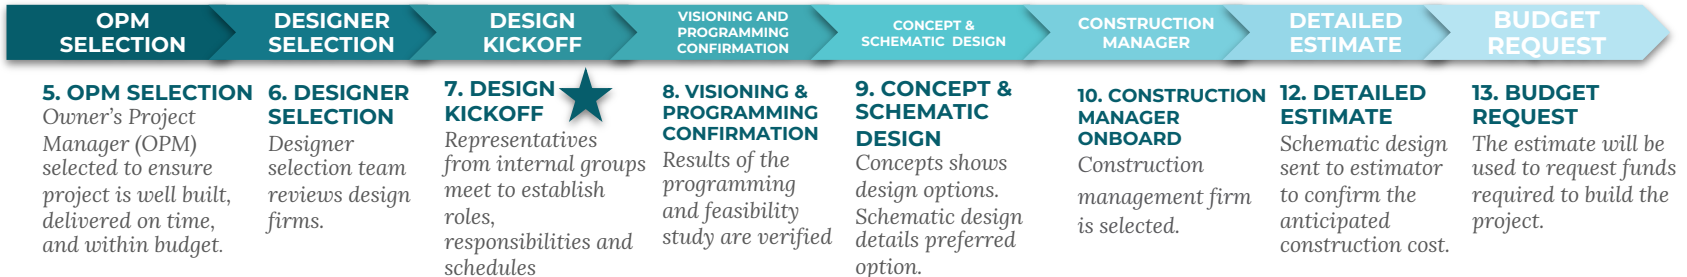 OPM
SELECTION
DESIGNER
SELECTION
DESIGN
KICKOFF
VISIONING AND
PROGRAMMING
CONFIRMATION
CONCEPT &
SCHEMATIC DESIGN
CONSTRUCTION
MANAGER
DETAILED
ESTIMATE
BUDGET
REQUEST
5. OPM SELECTION
Owner's Project
Manager (OPM)
selected to ensure
project is well built,
delivered on time,
and within budget.
6. DESIGNER
SELECTION
Designer
selection team
reviews design
firms.
7. DESIGN
KICKOFF
Representatives
from internal groups
meet to establish
roles,
responsibilities and
schedules
8. VISIONING &
PROGRAMMING
CONFIRMATION
Results of the
programming
and feasibility
study are verified
9. CONCEPT &
SCHEMATIC
DESIGN
Concepts shows
design options.
Schematic design
details preferred
option.
10. CONSTRUCTION
MANAGER
ONBOARD
Construction
management firm
is selected.
12. DETAILED
ESTIMATE
Schematic design
sent to estimator
to confirm the
anticipated
construction cost.
13. BUDGET
REQUEST
The estimate will be
used to request funds
required to build the
project.